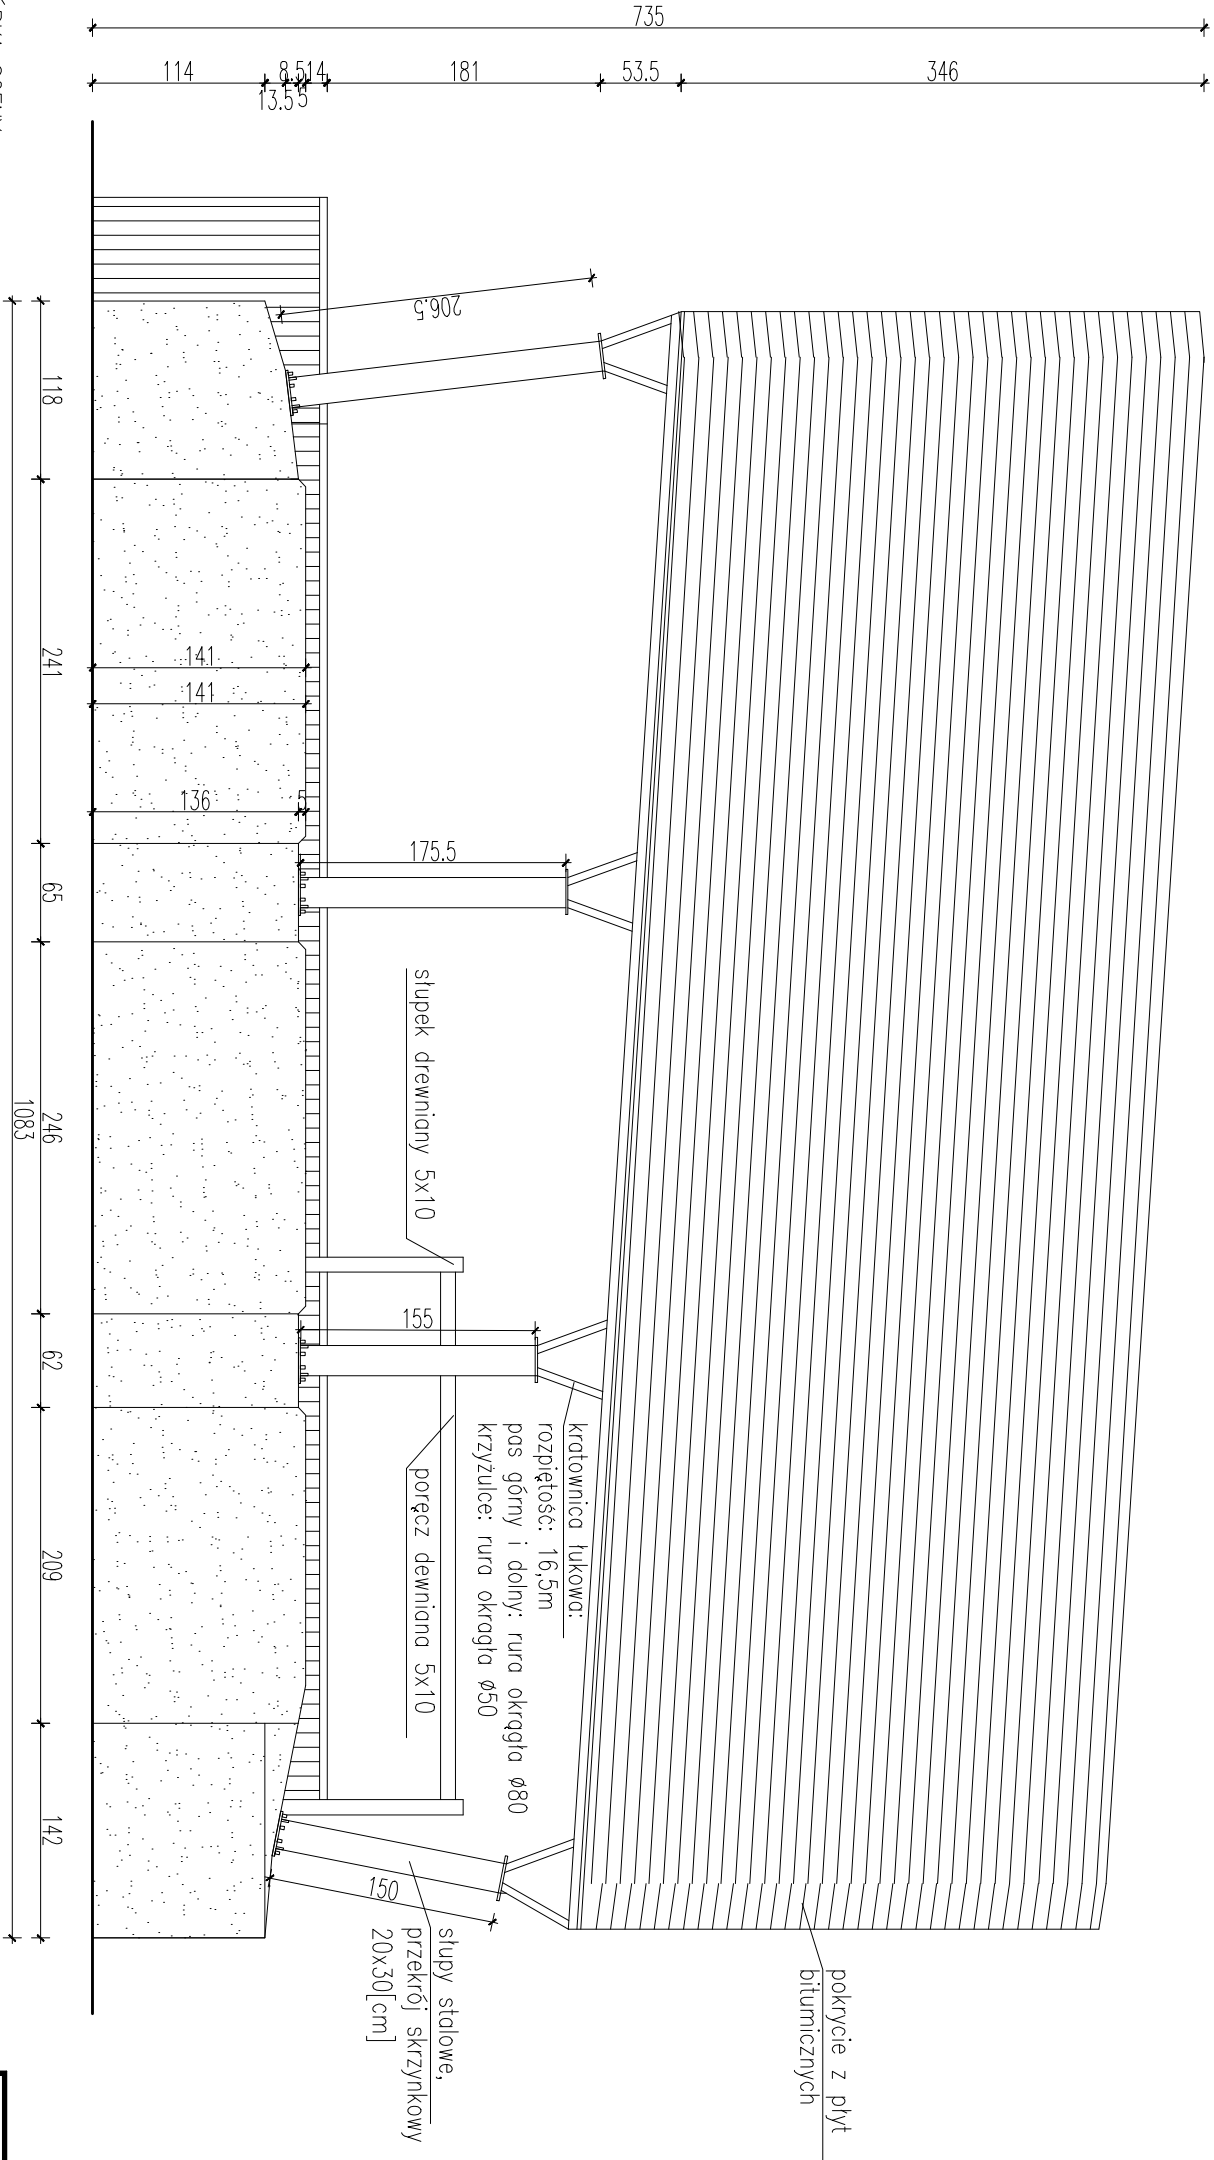 735
346
53.5
181
14
5
8.5
13.5
114
206.5
175.5
155
150
141
141
136
5
pokrycie z płyt
bitumicznych
kratownica łukowa:
rozpiętość: 16,5m
pas górny i dolny: rura okrągła ø80
krzyżulce: rura okrągła ø50
słupek drewniany 5x10
poręcz dewniana 5x10
słupy stalowe,
przekrój skrzynkowy
20x30[cm]
118
241
65
246
62
209
142
1083